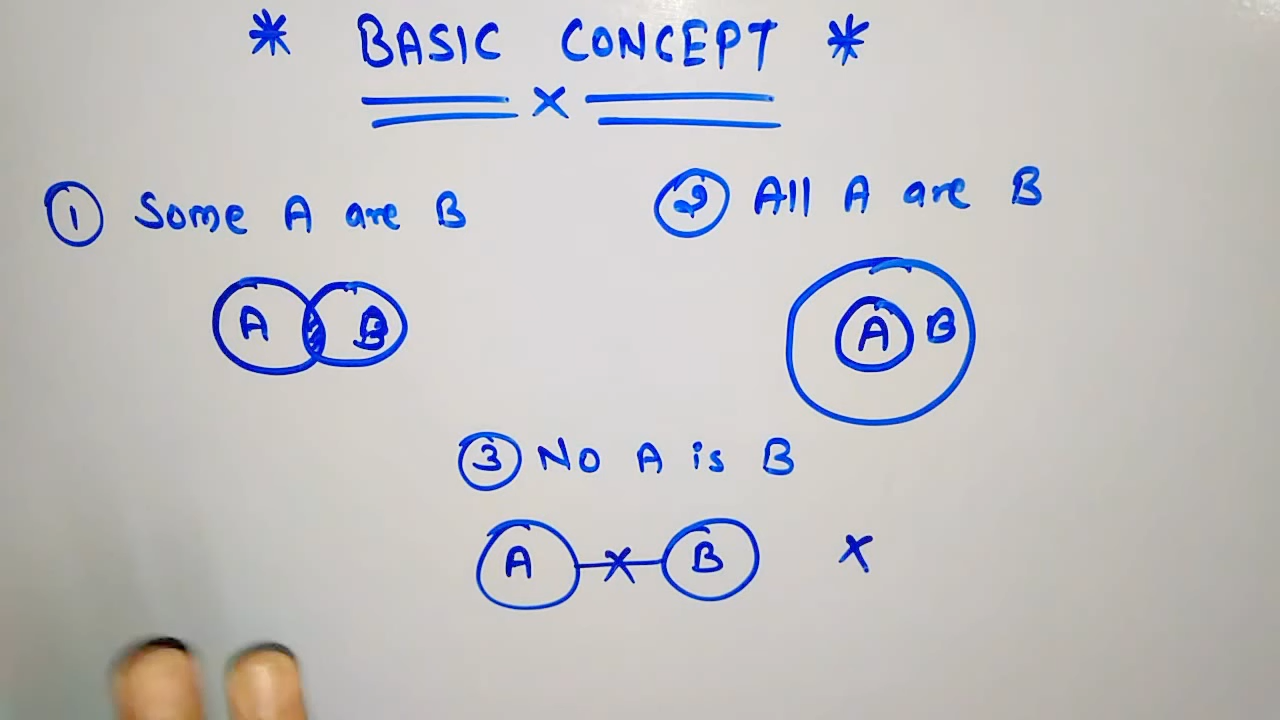 * BASIC CONCEPT *
x
① Some A are B
② All A are B
A B
A B
③ No A is B
A x B x